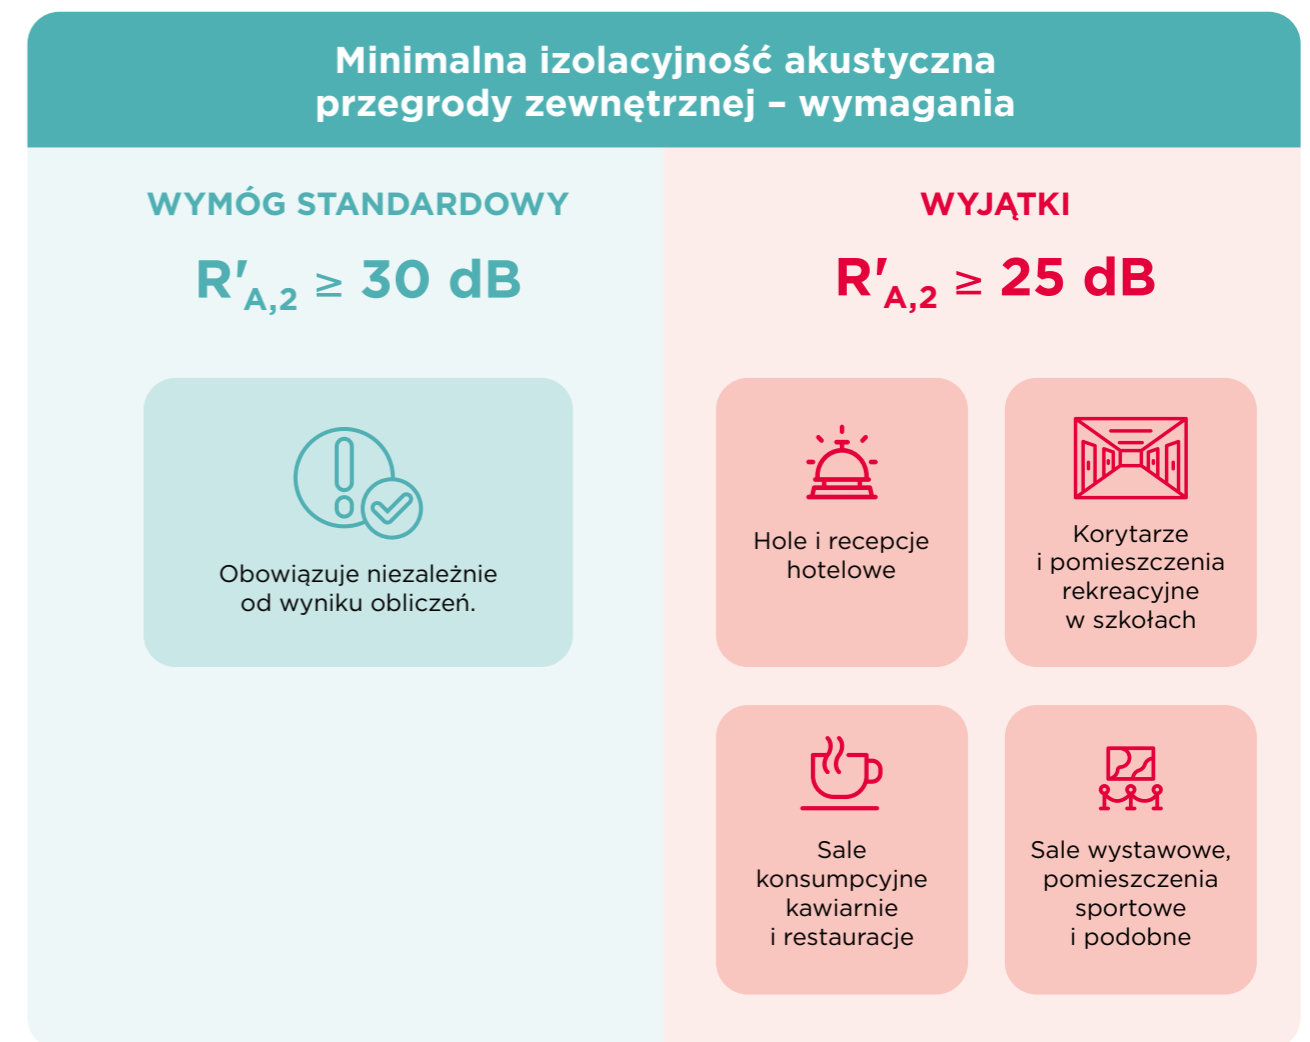 Minimalna izolacyjność akustyczna
przegrody zewnętrznej – wymagania
WYMÓG STANDARDOWY
R'A,2 ≥ 30 dB
Obowiązuje niezależnie
od wyniku obliczeń.
WYJĄTKI
R'A,2 ≥ 25 dB
Hole i recepcje
hotelowe
Korytarze
i pomieszczenia
rekreacyjne
w szkołach
Sale
konsumpcyjne
kawiarnie
i restauracje
Sale wystawowe,
pomieszczenia
sportowe
i podobne